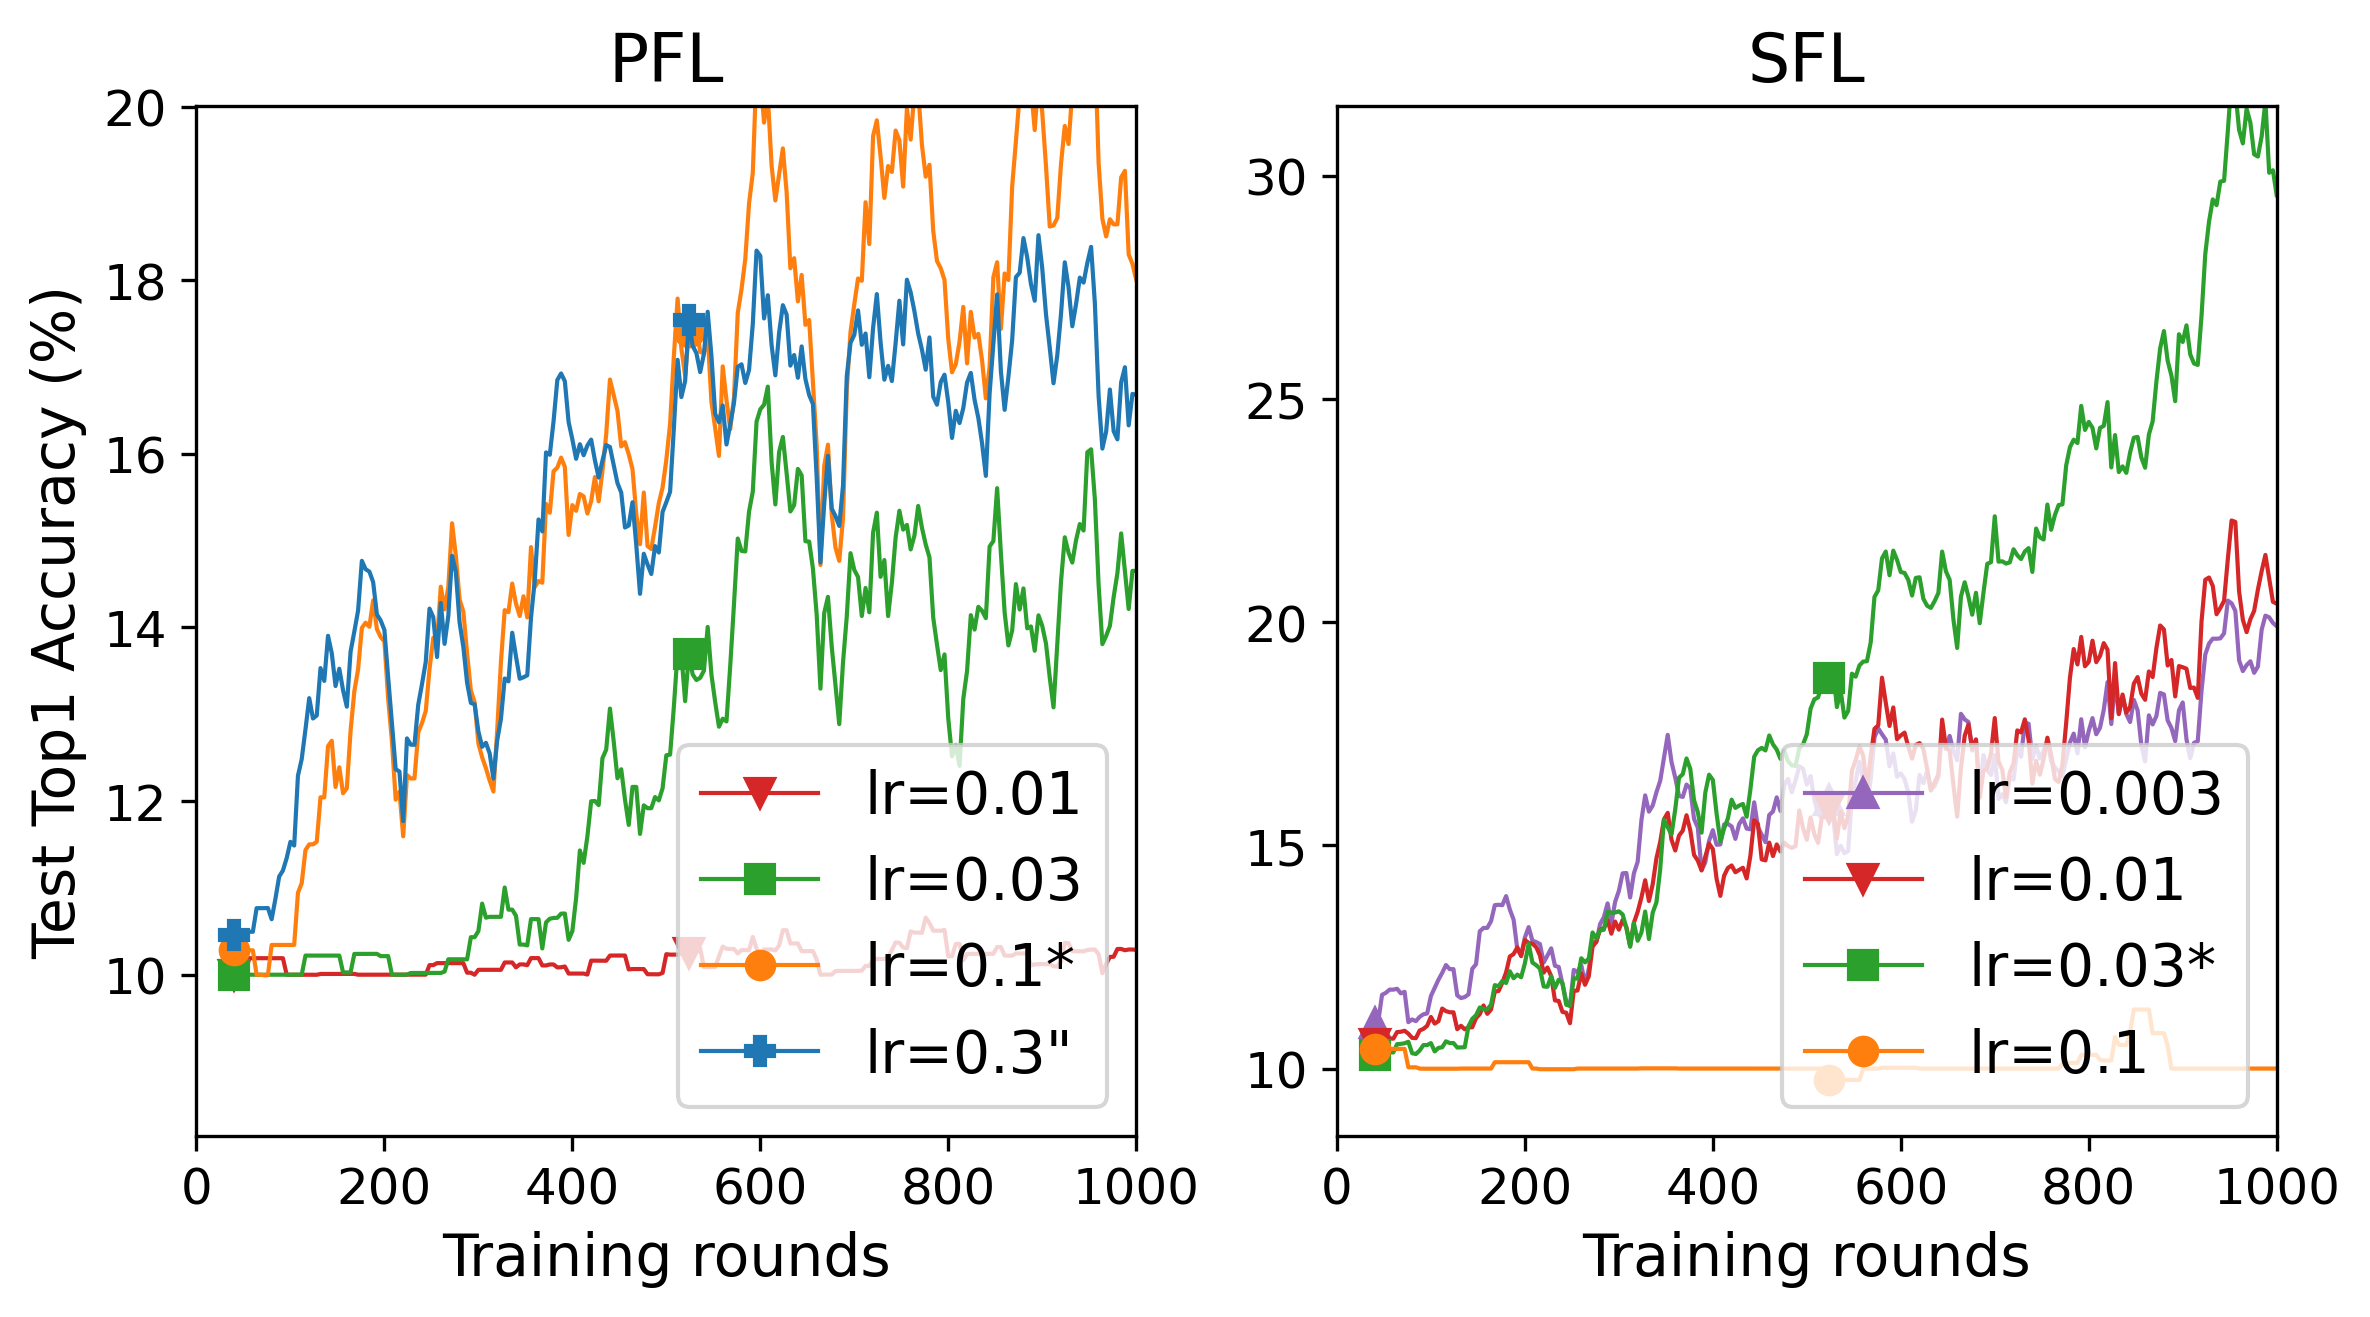 PFL
SFL
Test Top1 Accuracy (%)
20
18
16
14
12
10
lr=0.01
lr=0.03
lr=0.1*
lr=0.3"
0 200 400 600 800 1000
Training rounds
30
25
20
15
10
lr=0.003
lr=0.01
lr=0.03*
lr=0.1
0 200 400 600 800 1000
Training rounds